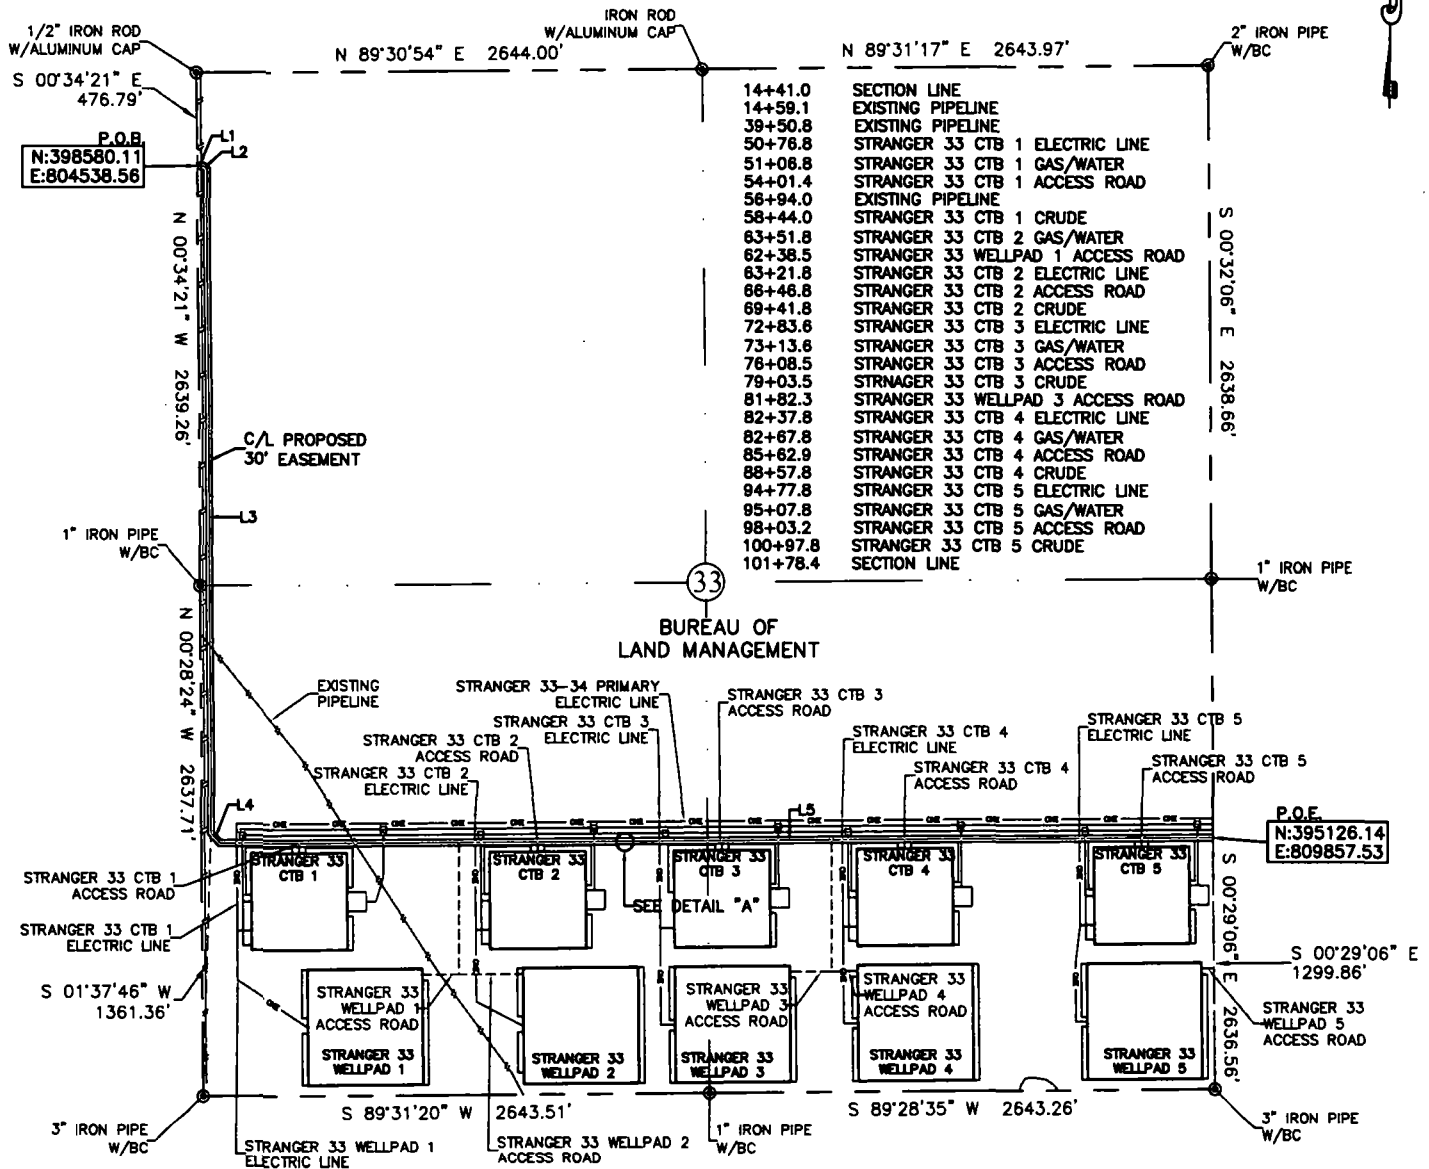 1/2" IRON ROD
W/ALUMINUM CAP
IRON ROD
W/ALUMINUM CAP
2" IRON PIPE
W/BC
N 89°30'54" E 2644.00'
N 89°31'17" E 2643.97'
S 00°34'21" E
476.79'
P.O.B.
N:398580.11
E:804538.56
L1
L2
14+41.0 SECTION LINE
14+59.1 EXISTING PIPELINE
39+50.8 EXISTING PIPELINE
50+76.8 STRANGER 33 CTB 1 ELECTRIC LINE
51+06.8 STRANGER 33 CTB 1 GAS/WATER
54+01.4 STRANGER 33 CTB 1 ACCESS ROAD
56+94.0 EXISTING PIPELINE
58+44.0 STRANGER 33 CTB 1 CRUDE
63+51.8 STRANGER 33 CTB 2 GAS/WATER
62+38.5 STRANGER 33 WELLPAD 1 ACCESS ROAD
63+21.8 STRANGER 33 CTB 2 ELECTRIC LINE
66+46.8 STRANGER 33 CTB 2 ACCESS ROAD
69+41.8 STRANGER 33 CTB 2 CRUDE
72+83.6 STRANGER 33 CTB 3 ELECTRIC LINE
73+13.6 STRANGER 33 CTB 3 GAS/WATER
76+08.5 STRANGER 33 CTB 3 ACCESS ROAD
79+03.5 STRNAGER 33 CTB 3 CRUDE
81+82.3 STRANGER 33 WELLPAD 3 ACCESS ROAD
82+37.8 STRANGER 33 CTB 4 ELECTRIC LINE
82+67.8 STRANGER 33 CTB 4 GAS/WATER
85+62.9 STRANGER 33 CTB 4 ACCESS ROAD
88+57.8 STRANGER 33 CTB 4 CRUDE
94+77.8 STRANGER 33 CTB 5 ELECTRIC LINE
95+07.8 STRANGER 33 CTB 5 GAS/WATER
98+03.2 STRANGER 33 CTB 5 ACCESS ROAD
100+97.8 STRANGER 33 CTB 5 CRUDE
101+78.4 SECTION LINE
N 00°34'21" W 2639.26'
S 00°32'06" E 2638.66'
C/L PROPOSED
30' EASEMENT
L3
1" IRON PIPE
W/BC
33
1" IRON PIPE
W/BC
BUREAU OF
LAND MANAGEMENT
N 00°28'24" W 2637.71'
EXISTING
PIPELINE
STRANGER 33-34 PRIMARY
ELECTRIC LINE
STRANGER 33 CTB 3
ACCESS ROAD
STRANGER 33 CTB 3
ELECTRIC LINE
STRANGER 33 CTB 2
ACCESS ROAD
STRANGER 33 CTB 2
ELECTRIC LINE
STRANGER 33 CTB 4
ELECTRIC LINE
STRANGER 33 CTB 4
ACCESS ROAD
STRANGER 33 CTB 5
ELECTRIC LINE
STRANGER 33 CTB 5
ACCESS ROAD
L4
L5
P.O.E.
N:395126.14
E:809857.53
STRANGER 33
CTB 1
STRANGER 33
CTB 2
STRANGER 33
CTB 3
STRANGER 33
CTB 4
STRANGER 33
CTB 5
STRANGER 33 CTB 1
ACCESS ROAD
SEE DETAIL "A"
STRANGER 33 CTB 1
ELECTRIC LINE
S 00°29'06" E 2636.56'
S 00°29'06" E
1299.86'
S 01°37'46" W
1361.36'
STRANGER 33
WELLPAD 1
ACCESS ROAD
STRANGER 33
WELLPAD 3
ACCESS ROAD
STRANGER 33
WELLPAD 4
ACCESS ROAD
STRANGER 33
WELLPAD 5
ACCESS ROAD
STRANGER 33
WELLPAD 1
STRANGER 33
WELLPAD 2
STRANGER 33
WELLPAD 3
STRANGER 33
WELLPAD 4
STRANGER 33
WELLPAD 5
S 89°31'20" W 2643.51'
S 89°28'35" W 2643.26'
3" IRON PIPE
W/BC
STRANGER 33 WELLPAD 1
ELECTRIC LINE
STRANGER 33 WELLPAD 2
ACCESS ROAD
1" IRON PIPE
W/BC
3" IRON PIPE
W/BC